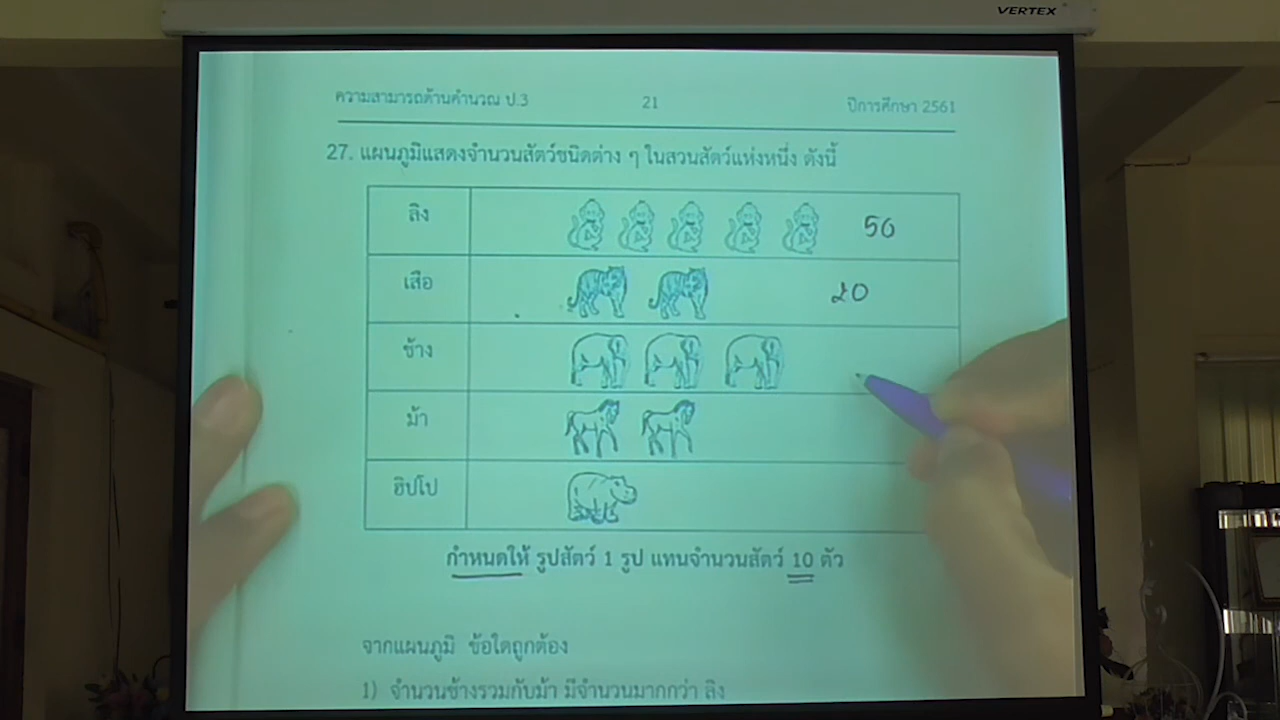 VERTEX
ความสามารถด้านคำนวณ ป.3 21 ปีการศึกษา 2561
27. แผนภูมิแสดงจำนวนสัตว์ชนิดต่าง ๆ ในสวนสัตว์แห่งหนึ่ง ดังนี้
ลิง 50
เสือ 20
ช้าง
ม้า
ฮิปโป
กำหนดให้ รูปสัตว์ 1 รูป แทนจำนวนสัตว์ 10 ตัว
จากแผนภูมิ ข้อใดถูกต้อง
1) จำนวนช้างรวมกับม้า มีจำนวนมากกว่า ลิง